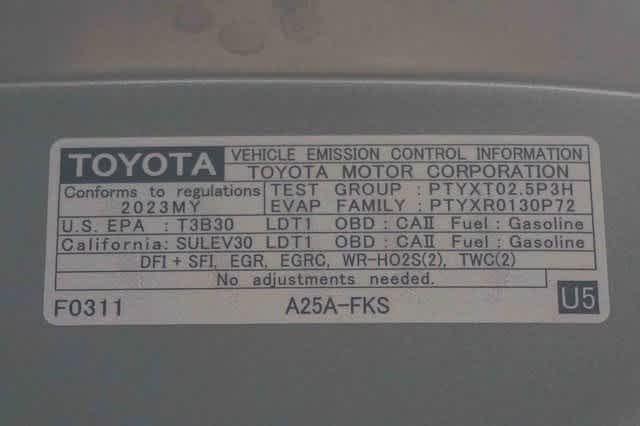 TOYOTA VEHICLE EMISSION CONTROL INFORMATION
TOYOTA MOTOR CORPORATION
Conforms to regulations TEST GROUP : PTYXT02.5P3H
2023MY EVAP FAMILY : PTYXR0130P72
U.S. EPA : T3B30 LDT1 OBD : CAII Fuel : Gasoline
California: SULEV30 LDT1 OBD : CAII Fuel : Gasoline
DFI + SFI, EGR, EGRC, WR-HO2S(2), TWC(2)
No adjustments needed.
F0311 A25A-FKS U5